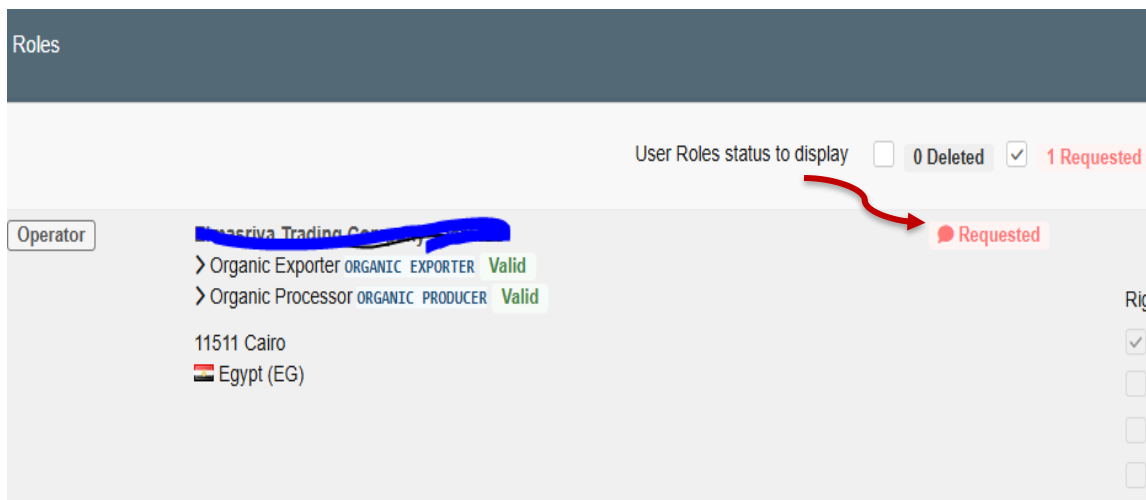 Roles
User Roles status to display 0 Deleted 1 Requested
Operator
Trading
Requested
Organic Exporter ORGANIC EXPORTER Valid
Organic Processor ORGANIC PRODUCER Valid
11511 Cairo
Egypt (EG)